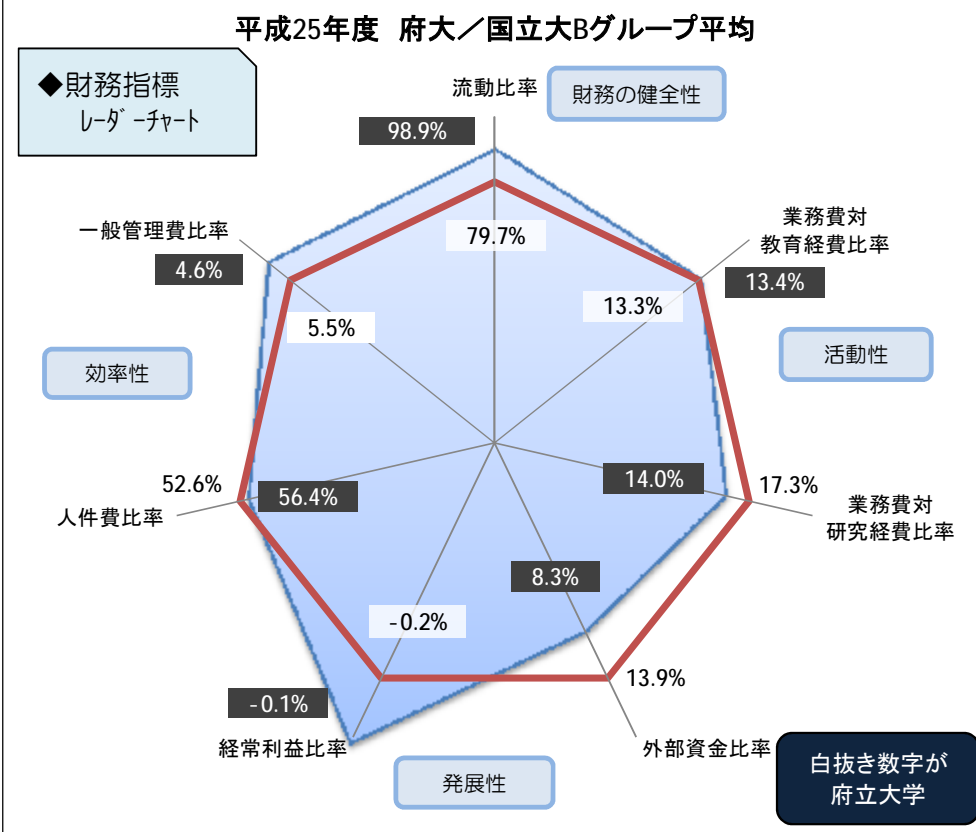 平成25年度 府大／国立大Bグループ平均
◆財務指標
ﾚｰﾀﾞｰﾁｬｰﾄ
流動比率
財務の健全性
98.9%
79.7%
一般管理費比率
4.6%
5.5%
業務費対
教育経費比率
13.4%
13.3%
効率性
活動性
52.6%
56.4%
人件費比率
14.0%
17.3%
業務費対
研究経費比率
8.3%
-0.2%
13.9%
-0.1%
経常利益比率
外部資金比率
発展性
白抜き数字が
府立大学